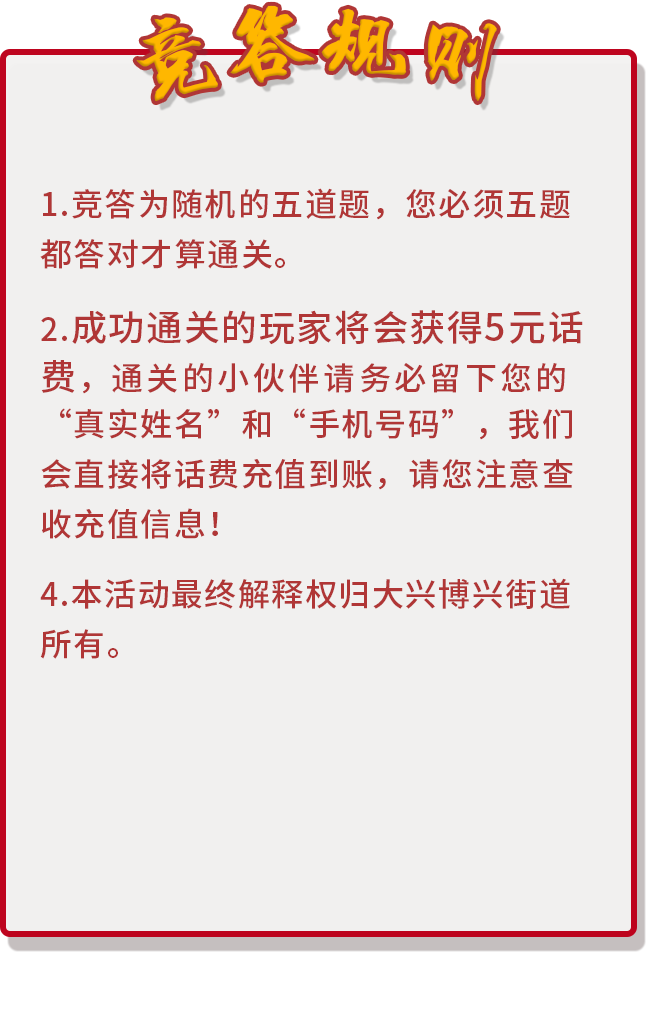 竞答规则
1.竞答为随机的五道题，您必须五题
都答对才算通关。
2.成功通关的玩家将会获得5元话
费，通关的小伙伴请务必留下您的
“真实姓名”和“手机号码”，我们
会直接将话费充值到账，请您注意查
收充值信息！
4.本活动最终解释权归大兴博兴街道
所有。